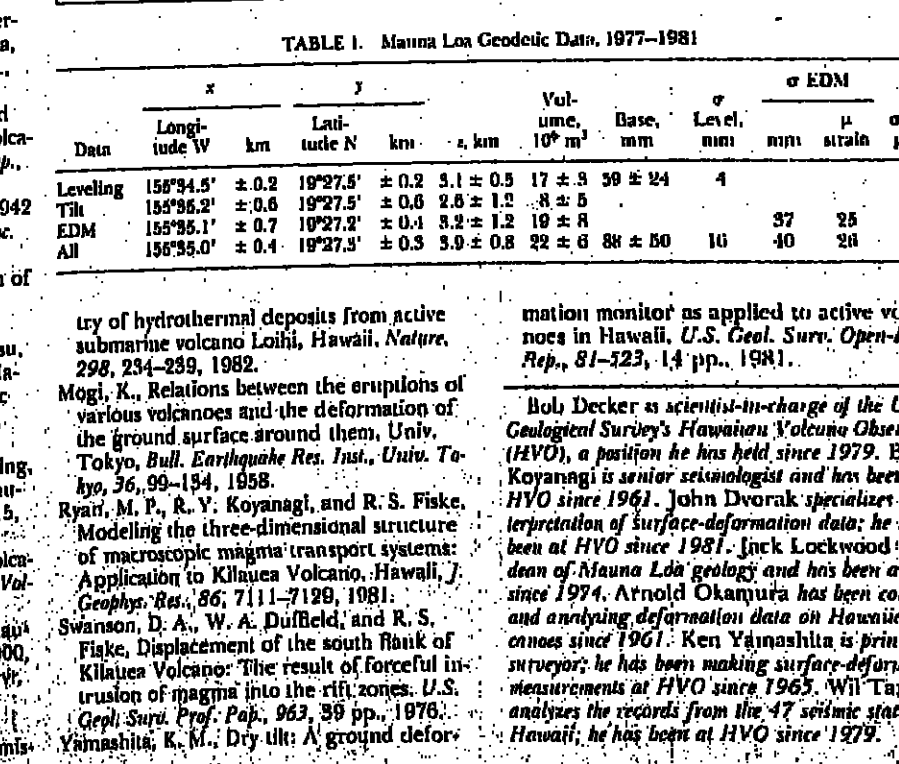 TABLE 1. Mauna Loa Geodetic Data, 1977–1981
x y σ EDM
Data Longi-tude W km Lati-tude N km z, km Vol-ume, 10⁶ m³ Base, mm σ Level, mm mm μ strain
Leveling 155°34.5' ± 0.2 19°27.5' ± 0.2 3.1 ± 0.5 17 ± 3 39 ± 24 4
Tilt 155°35.2' ± 0.6 19°27.5' ± 0.6 2.6 ± 1.2 8 ± 5
EDM 155°35.1' ± 0.7 19°27.2' ± 0.4 3.2 ± 1.2 19 ± 8 37 25
All 155°35.0' ± 0.4 19°27.3' ± 0.3 3.9 ± 0.8 22 ± 6 88 ± 50 16 40 26
try of hydrothermal deposits from active
submarine volcano Loihi, Hawaii, Nature,
298, 234–239, 1982.
Mogi, K., Relations between the eruptions of
various volcanoes and the deformation of
the ground surface around them, Univ.
Tokyo, Bull. Earthquake Res. Inst., Univ. To-
kyo, 36, 99–134, 1958.
Ryan, M. P., R. Y. Koyanagi, and R. S. Fiske,
Modeling the three-dimensional structure
of macroscopic magma transport systems:
Application to Kilauea Volcano, Hawaii, J.
Geophys. Res., 86, 7111–7129, 1981.
Swanson, D. A., W. A. Duffield, and R. S.
Fiske, Displacement of the south flank of
Kilauea Volcano: The result of forceful in-
trusion of magma into the rift zones, U.S.
Geol. Surv. Prof. Pap., 963, 39 pp., 1976.
Yamashita, K. M., Dry tilt: A ground defor-
mation monitor as applied to active vo
noes in Hawaii, U.S. Geol. Surv. Open-
Rep., 81–523, 14 pp., 1981.
Bob Decker is scientist-in-charge of the U
Geological Survey's Hawaiian Volcano Obser
(HVO), a position he has held since 1979. B
Koyanagi is senior seismologist and has been
HVO since 1961. John Dvorak specializes
terpretation of surface-deformation data; he
been at HVO since 1981. Jack Lockwood
dean of Mauna Loa geology and has been a
since 1974. Arnold Okamura has been co
and analyzing deformation data on Hawaiia
canoes since 1961. Ken Yamashita is prin
surveyor; he has been making surface-defor
measurements at HVO since 1965. Wil Ta
analyzes the records from the 47 seismic stat
Hawaii; he has been at HVO since 1979.